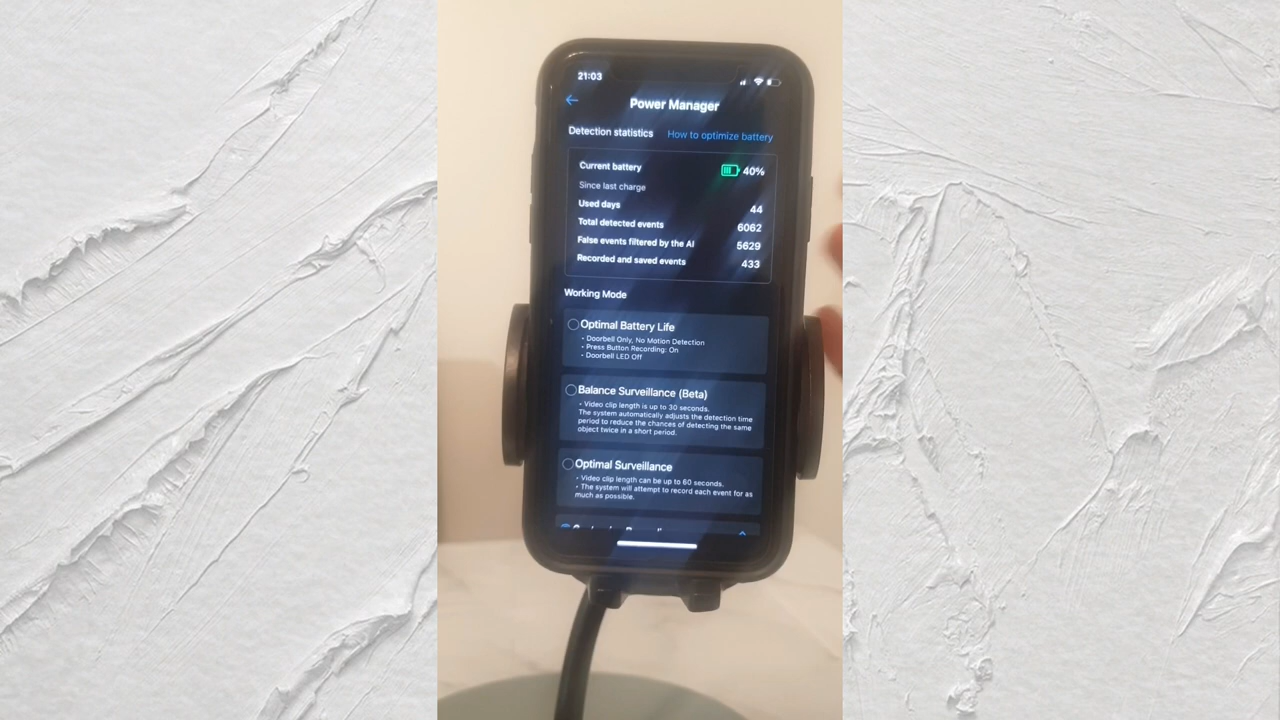 21:03
Power Manager
Detection statistics How to optimize battery
Current battery 40%
Since last charge
Used days 44
Total detected events 6062
False events filtered by the AI 5629
Recorded and saved events 433
Working Mode
Optimal Battery Life
• Doorbell Only, No Motion Detection
• Press Button Recording: On
• Doorbell LED Off
Balance Surveillance (Beta)
• Video clip length is up to 30 seconds.
The system automatically adjusts the detection time
period to reduce the chances of detecting the same
object twice in a short period.
Optimal Surveillance
• Video clip length can be up to 60 seconds.
• The system will attempt to record each event for as
much as possible.